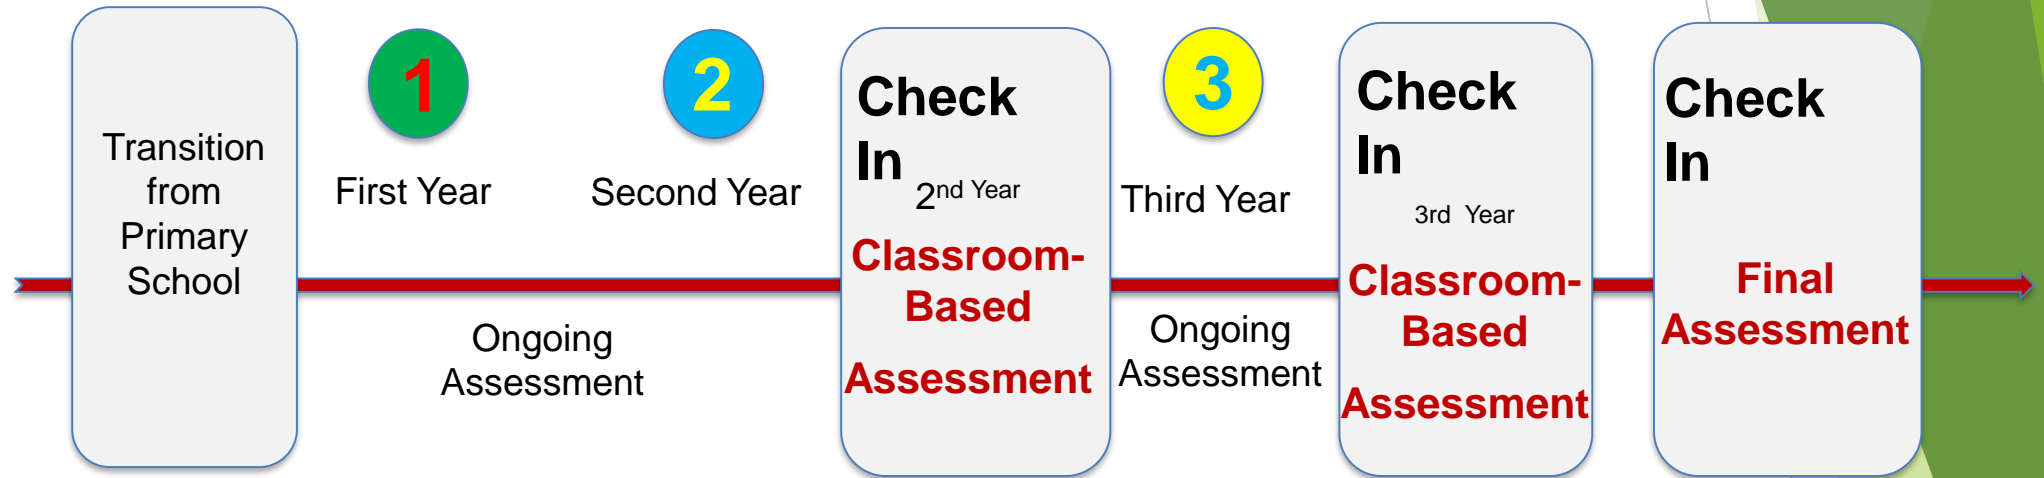 Transition
from
Primary
School
1
First Year
2
Second Year
Ongoing
Assessment
Check
In
2nd Year
Classroom-
Based
Assessment
3
Third Year
Ongoing
Assessment
Check
In
3rd Year
Classroom-
Based
Assessment
Check
In
Final
Assessment